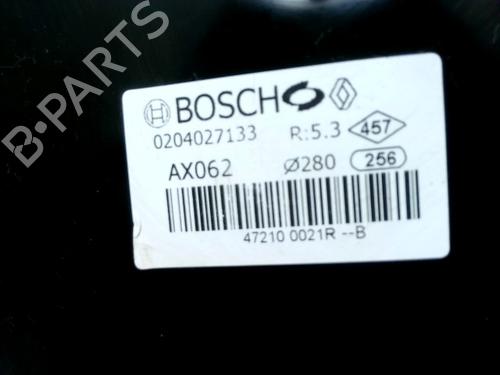 BOSCH
0204027133 R:5.3 457
AX062 Ø280 256
47210 0021R --B
B-PARTS